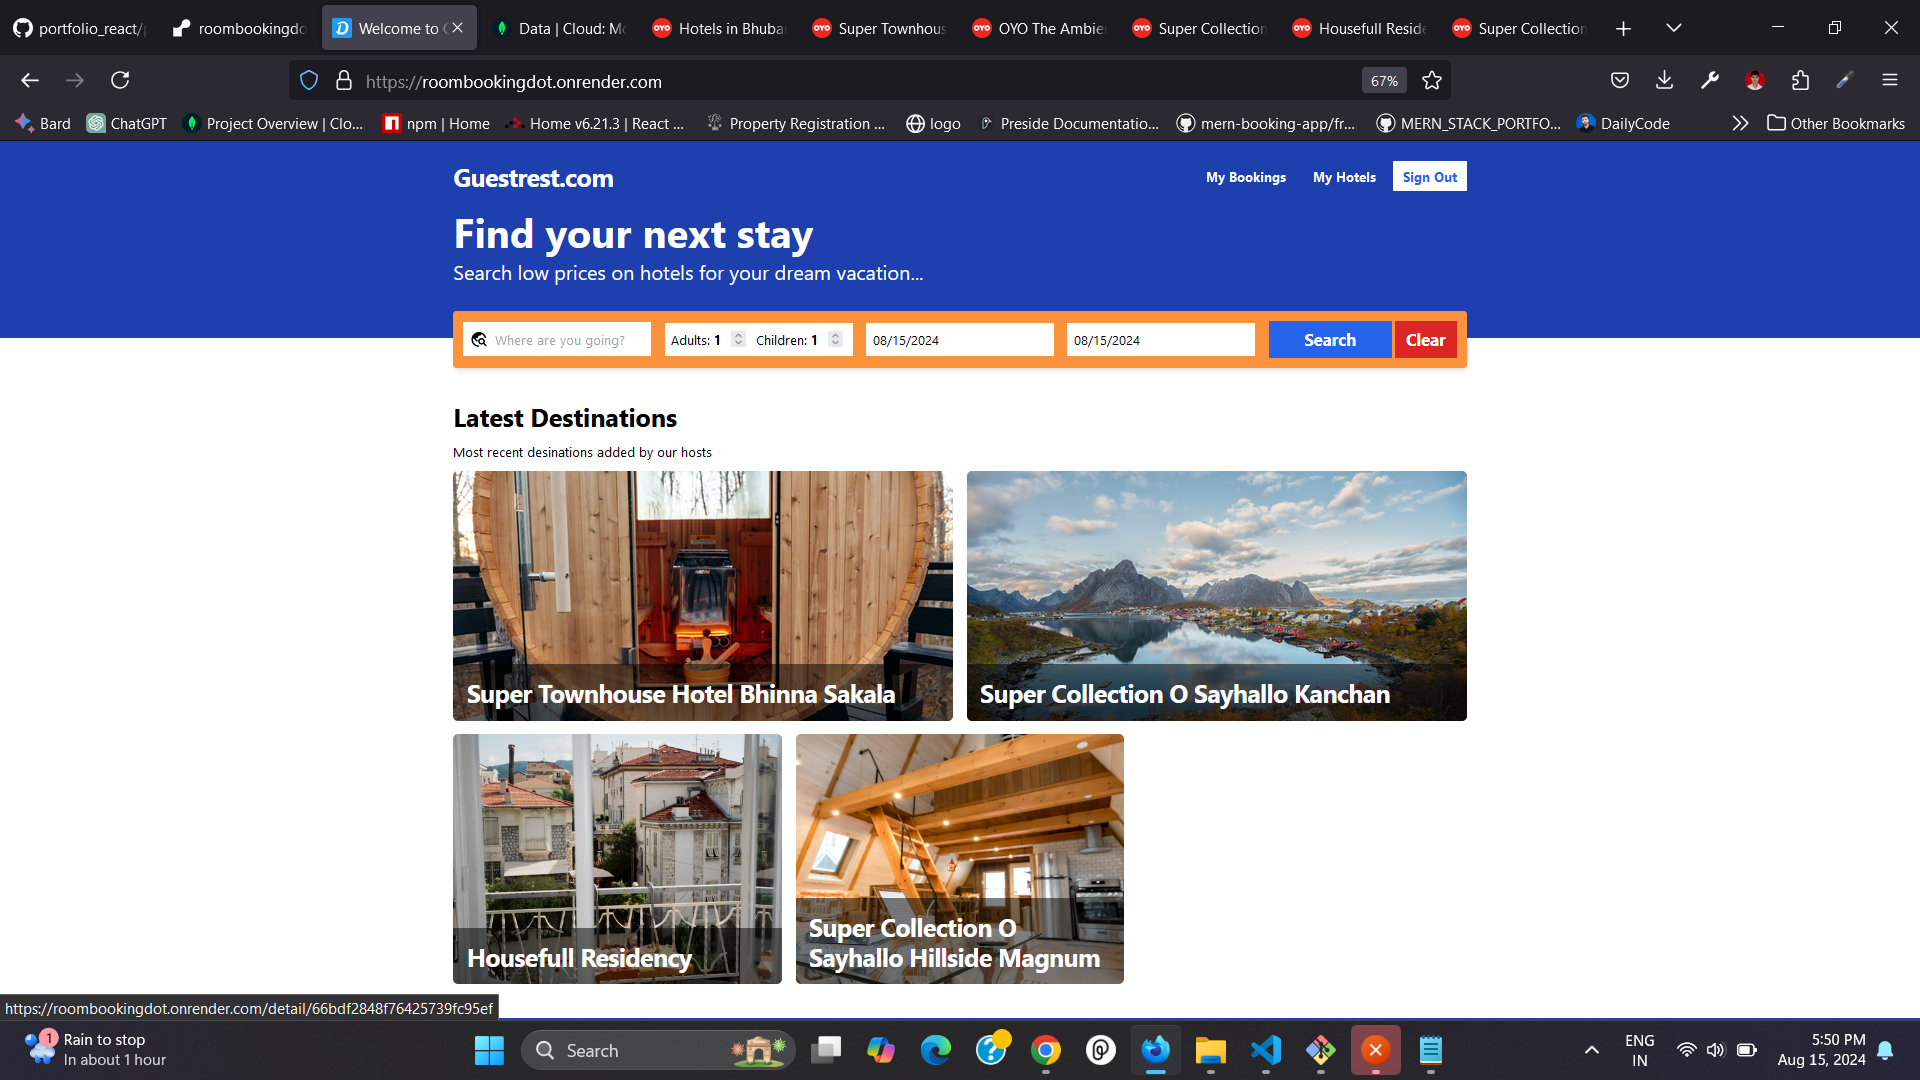 portfolio_react/p
roombookingdo
Welcome to G
Data | Cloud: Mo
Hotels in Bhuban
Super Townhous
OYO The Ambie
Super Collection
Housefull Reside
Super Collection
https://roombookingdot.onrender.com
67%
Bard
ChatGPT
Project Overview | Clo...
npm | Home
Home v6.21.3 | React ...
Property Registration ...
logo
Preside Documentatio...
mern-booking-app/fr...
MERN_STACK_PORTFO...
DailyCode
Other Bookmarks
Guestrest.com
My Bookings
My Hotels
Sign Out
Find your next stay
Search low prices on hotels for your dream vacation...
Where are you going?
Adults: 1
Children: 1
08/15/2024
08/15/2024
Search
Clear
Latest Destinations
Most recent desinations added by our hosts
Super Townhouse Hotel Bhinna Sakala
Super Collection O Sayhallo Kanchan
Housefull Residency
Super Collection O
Sayhallo Hillside Magnum
https://roombookingdot.onrender.com/detail/66bdf2848f76425739fc95ef
1
Rain to stop
In about 1 hour
Search
ENG
IN
5:50 PM
Aug 15, 2024